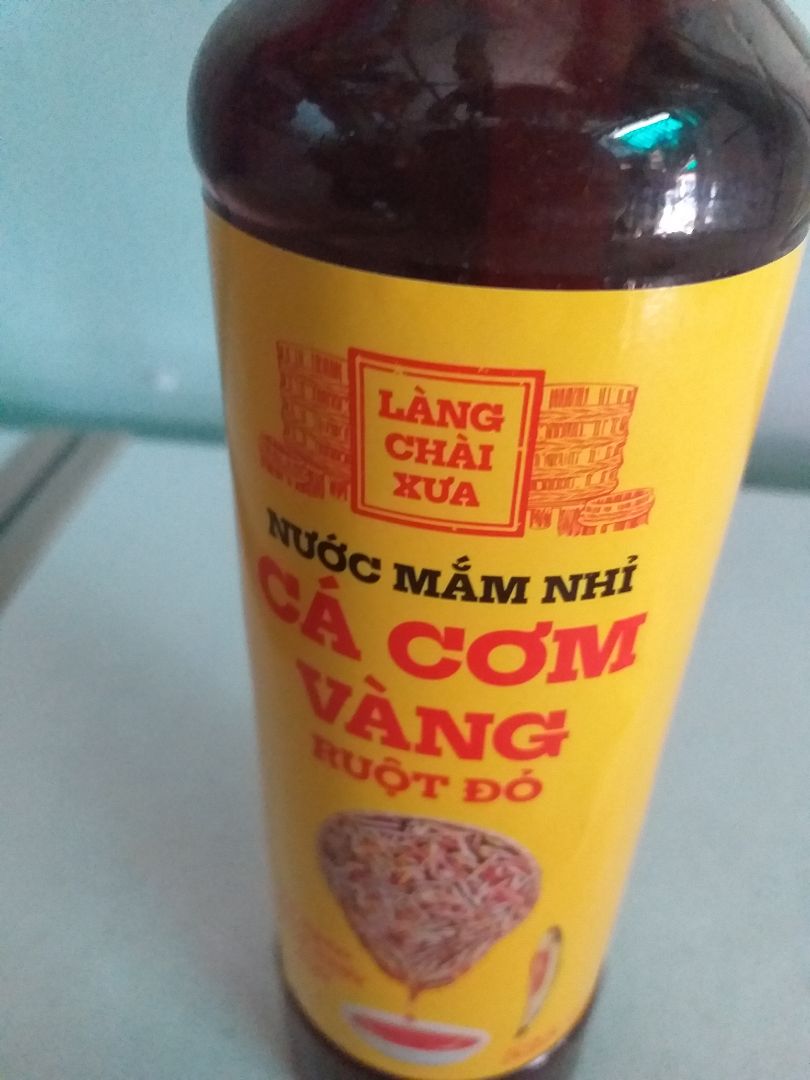 LÀNG
CHÀI
XƯA
NƯỚC MẮM NHỈ
CÁ CƠM
VÀNG
RUỘT ĐỎ